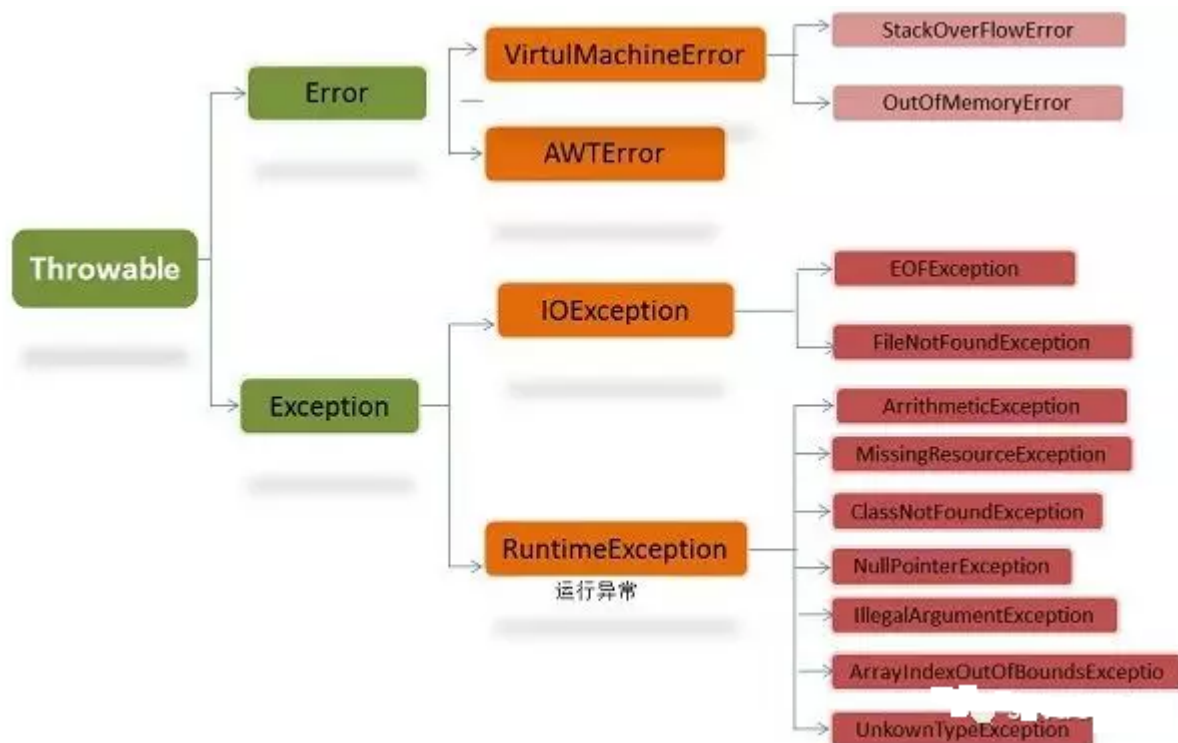 Throwable
Error
VirtulMachineError
StackOverFlowError
OutOfMemoryError
AWTError
Exception
IOException
EOFException
FileNotFoundException
RuntimeException
运行异常
ArrithmeticException
MissingResourceException
ClassNotFoundException
NullPointerException
IllegalArgumentException
ArrayIndexOutOfBoundsExceptio
UnkownTypeException